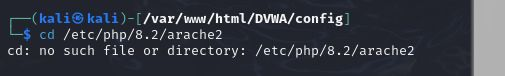 ┌──(kali㉿kali)-[/var/www/html/DVWA/config]
└─$ cd /etc/php/8.2/arache2
cd: no such file or directory: /etc/php/8.2/arache2